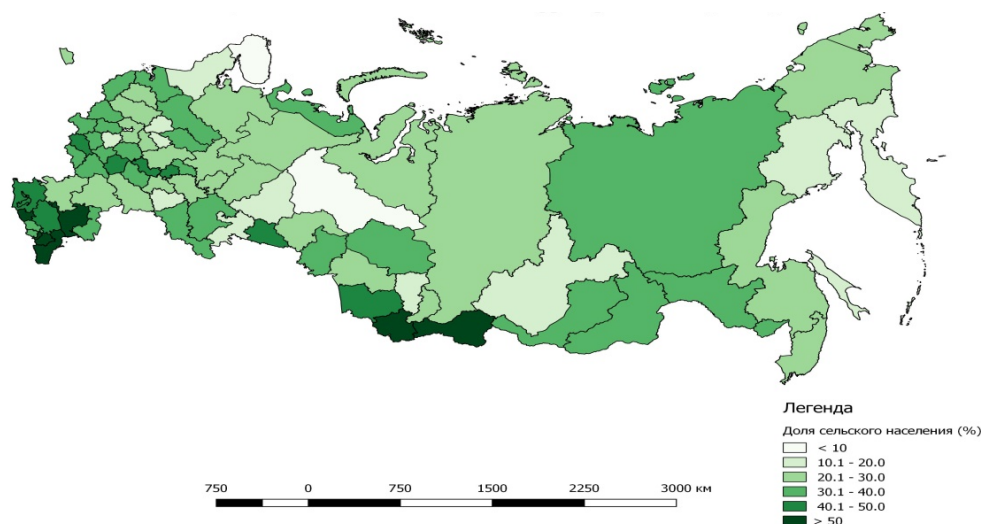 Легенда
Доля сельского населения (%)
< 10
10.1 - 20.0
20.1 - 30.0
30.1 - 40.0
40.1 - 50.0
> 50
750 0 750 1500 2250 3000 км